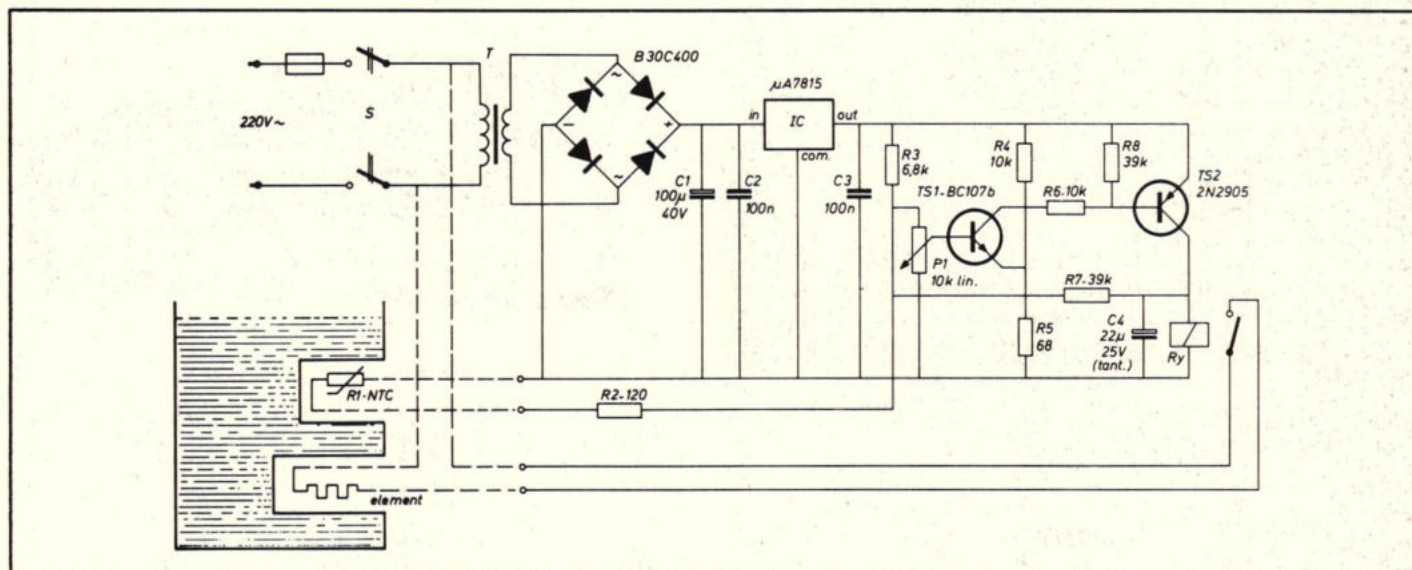 220V~
S
T
B30C400
~
−
+
~
µA7815
in
IC
out
com.
C1
100µ
40V
C2
100n
C3
100n
R3
6,8k
TS1-BC107b
P1
10k lin.
R4
10k
R6-10k
R8
39k
TS2
2N2905
R7-39k
R5
68
C4
22µ
25V
(tant.)
Ry
R1-NTC
R2-120
element